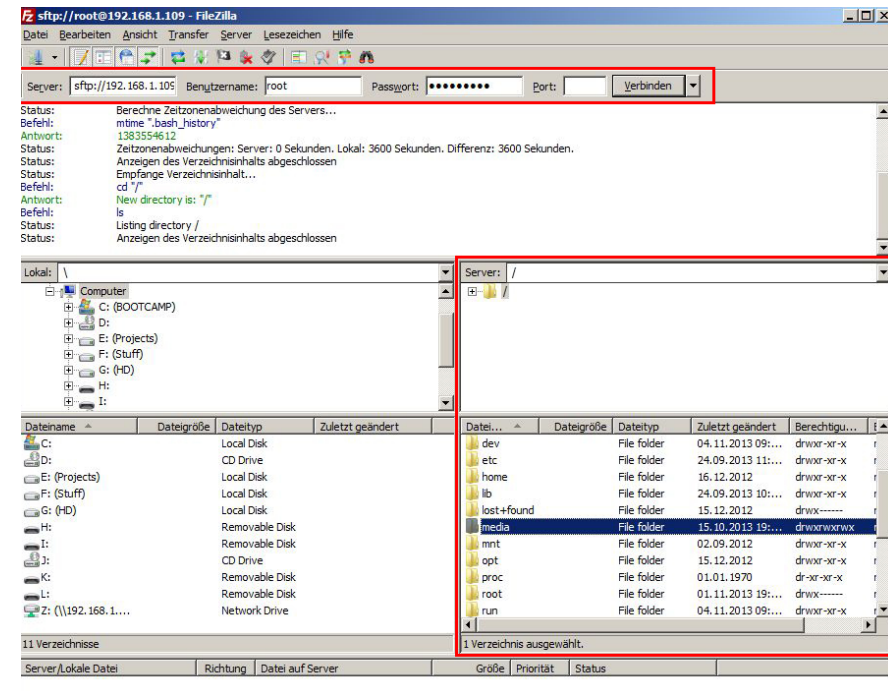 sftp://root@192.168.1.109 - FileZilla
Datei Bearbeiten Ansicht Transfer Server Lesezeichen Hilfe
Server: sftp://192.168.1.109 Benutzername: root Passwort: ●●●●●●●●● Port: Verbinden
Status: Berechne Zeitzonenabweichung des Servers...
Befehl: mtime ".bash_history"
Antwort: 1383554612
Status: Zeitzonenabweichungen: Server: 0 Sekunden. Lokal: 3600 Sekunden. Differenz: 3600 Sekunden.
Status: Anzeigen des Verzeichnisinhalts abgeschlossen
Status: Empfange Verzeichnisinhalt...
Befehl: cd "/"
Antwort: New directory is: "/"
Befehl: ls
Status: Listing directory /
Status: Anzeigen des Verzeichnisinhalts abgeschlossen
Lokal: \
Computer
C: (BOOTCAMP)
D:
E: (Projects)
F: (Stuff)
G: (HD)
H:
I:
Dateiname Dateigröße Dateityp Zuletzt geändert
C: Local Disk
D: CD Drive
E: (Projects) Local Disk
F: (Stuff) Local Disk
G: (HD) Local Disk
H: Removable Disk
I: Removable Disk
J: CD Drive
K: Removable Disk
L: Removable Disk
Z: (\\192.168.1.... Network Drive
11 Verzeichnisse
Server: /
/
Datei... Dateigröße Dateityp Zuletzt geändert Berechtigu...
dev File folder 04.11.2013 09:... drwxr-xr-x
etc File folder 24.09.2013 11:... drwxr-xr-x
home File folder 16.12.2012 drwxr-xr-x
lib File folder 24.09.2013 10:... drwxr-xr-x
lost+found File folder 15.12.2012 drwx------
media File folder 15.10.2013 19:... drwxrwxrwx
mnt File folder 02.09.2012 drwxr-xr-x
opt File folder 15.12.2012 drwxr-xr-x
proc File folder 01.01.1970 dr-xr-xr-x
root File folder 01.11.2013 19:... drwx------
run File folder 04.11.2013 09:... drwxr-xr-x
1 Verzeichnis ausgewählt.
Server/Lokale Datei Richtung Datei auf Server Größe Priorität Status